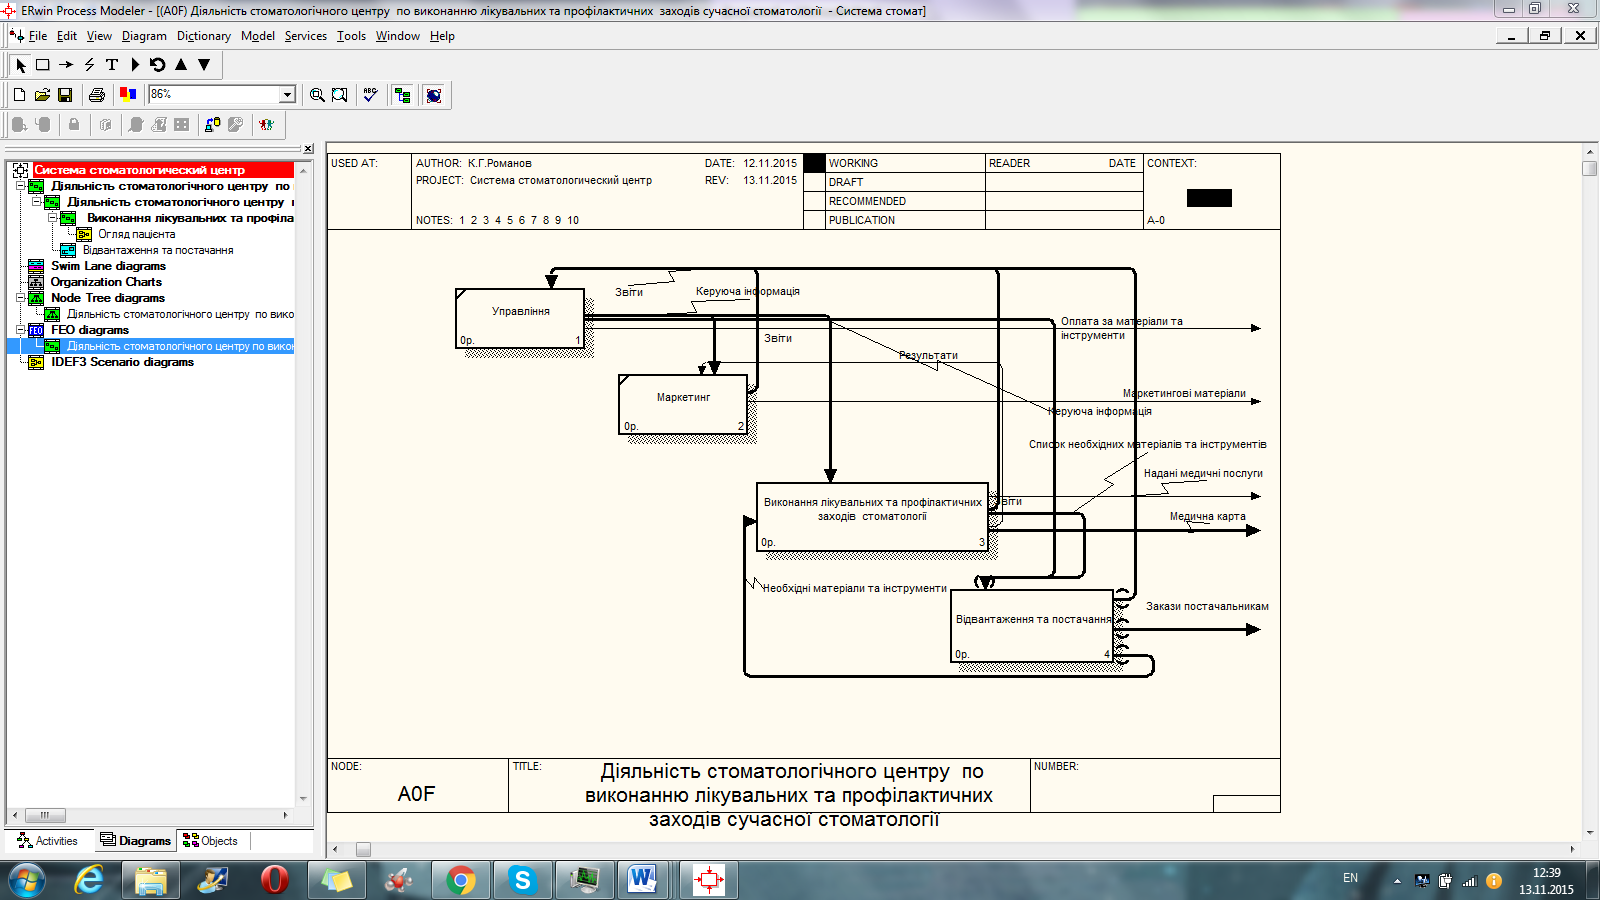 ERwin Process Modeler - [(A0F) Діяльність стоматологічного центру по виконанню лікувальних та профілактичних заходів сучасної стоматології - Система стомат]
File Edit View Diagram Dictionary Model Services Tools Window Help
86%
Система стоматологический центр
Діяльність стоматологічного центру по
Діяльність стоматологічного центру
Виконання лікувальних та профіла
Огляд пацієнта
Відвантаження та постачання
Swim Lane diagrams
Organization Charts
Node Tree diagrams
Діяльність стоматологічного центру по вико
FEO diagrams
Діяльність стоматологічного центру по викон
IDEF3 Scenario diagrams
Activities Diagrams Objects
USED AT:
AUTHOR: К.Г.Романов
DATE: 12.11.2015
PROJECT: Система стоматологический центр
REV: 13.11.2015
NOTES: 1 2 3 4 5 6 7 8 9 10
WORKING
DRAFT
RECOMMENDED
PUBLICATION
READER DATE
CONTEXT:
A-0
Управління
0р. 1
Звіти
Керуюча інформація
Оплата за матеріали та
інструменти
Звіти
Результати
Маркетинг
0р. 2
Маркетингові матеріали
Керуюча інформація
Список необхідних матеріалів та інструментів
Надані медичні послуги
Виконання лікувальних та профілактичних
заходів стоматології
0р. 3
віти
Медична карта
Необхідні матеріали та інструменти
Відвантаження та постачання
0р. 4
Закази постачальникам
NODE:
A0F
TITLE:
Діяльність стоматологічного центру по
виконанню лікувальних та профілактичних
заходів сучасної стоматології
NUMBER:
EN
12:39
13.11.2015